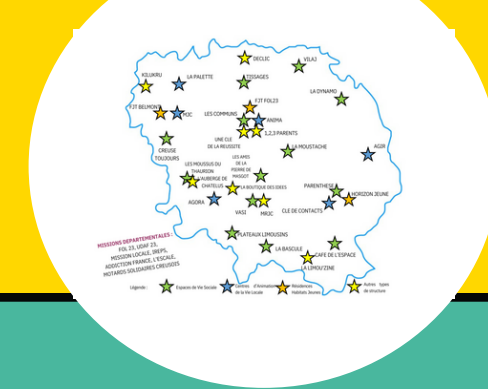 DECLIC
VILAJ
KILUKRU
LA PALETTE
TISSAGES
LA DYNAMO
FJT FOL23
FJT BELMONT
MJC
LES COMMUNS
ANIMA
1,2,3 PARENTS
UNE CLE
DE LA REUSSITE
CREUSE
TOUJOURS
LA MOUSTACHE
AGIR
LES AMIS
DE LA
PIERRE DE
MASGOT
LES MOUSSUS DU
THAURION
L'AUBERGE DE
CHATELUS
LA BOUTIQUE DES IDEES
PARENTHESE
HORIZON JEUNE
AGORA
VASI
MRJC
CLE DE CONTACTS
PLATEAUX LIMOUSINS
LA BASCULE
CAFE DE L'ESPACE
LA LIMOU'ZINE
MISSIONS DEPARTEMENTALES :
FOL 23, UDAF 23,
MISSION LOCALE, IREPS,
ADDICTION FRANCE, L'ESCALE,
MOTARDS SOLIDAIRES CREUSOIS
Légende :
Espaces de Vie Sociale
Centres d'Animation
de la Vie Locale
Résidences
Habitats Jeunes
Autres types
de structure